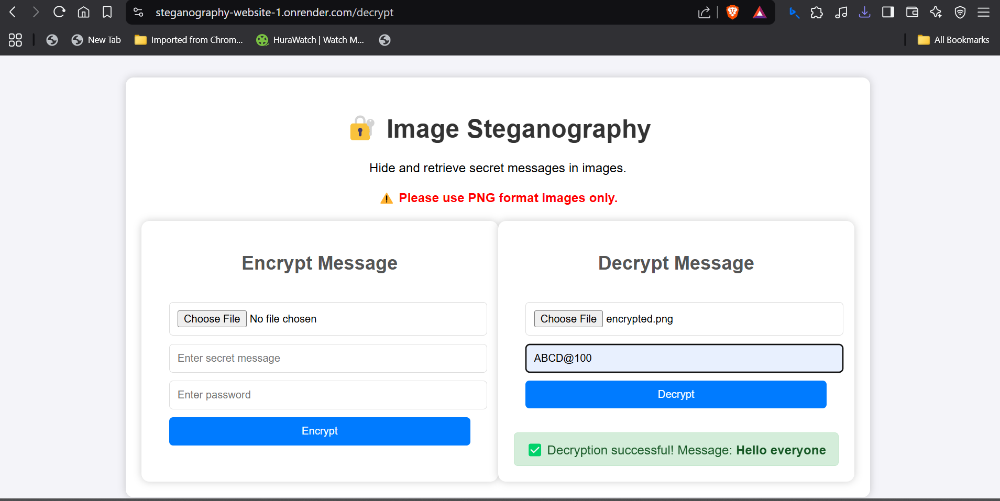 steganography-website-1.onrender.com/decrypt
New Tab
Imported from Chrom...
HuraWatch | Watch M...
All Bookmarks
Image Steganography
Hide and retrieve secret messages in images.
Please use PNG format images only.
Encrypt Message
Choose File No file chosen
Enter secret message
Enter password
Encrypt
Decrypt Message
Choose File encrypted.png
ABCD@100
Decrypt
Decryption successful! Message: Hello everyone